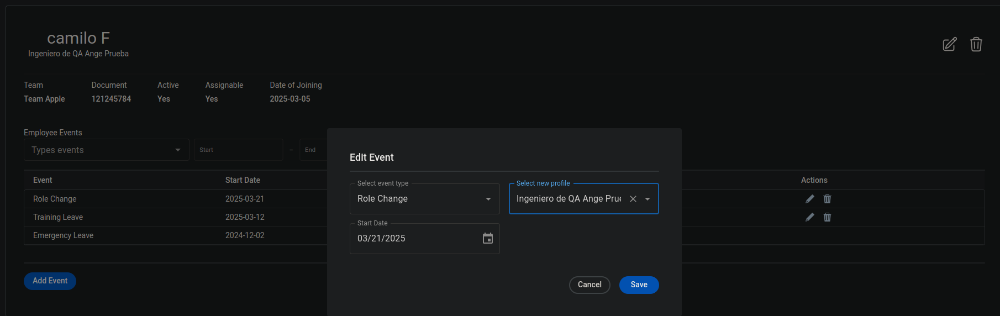 camilo F
Ingeniero de QA Ange Prueba
Team Document Active Assignable Date of Joining
Team Apple 121245784 Yes Yes 2025-03-05
Employee Events
Types events Start – End
Event Start Date Actions
Role Change 2025-03-21
Training Leave 2025-03-12
Emergency Leave 2024-12-02
Add Event
Edit Event
Select event type Select new profile
Role Change Ingeniero de QA Ange Prue
Start Date
03/21/2025
Cancel Save